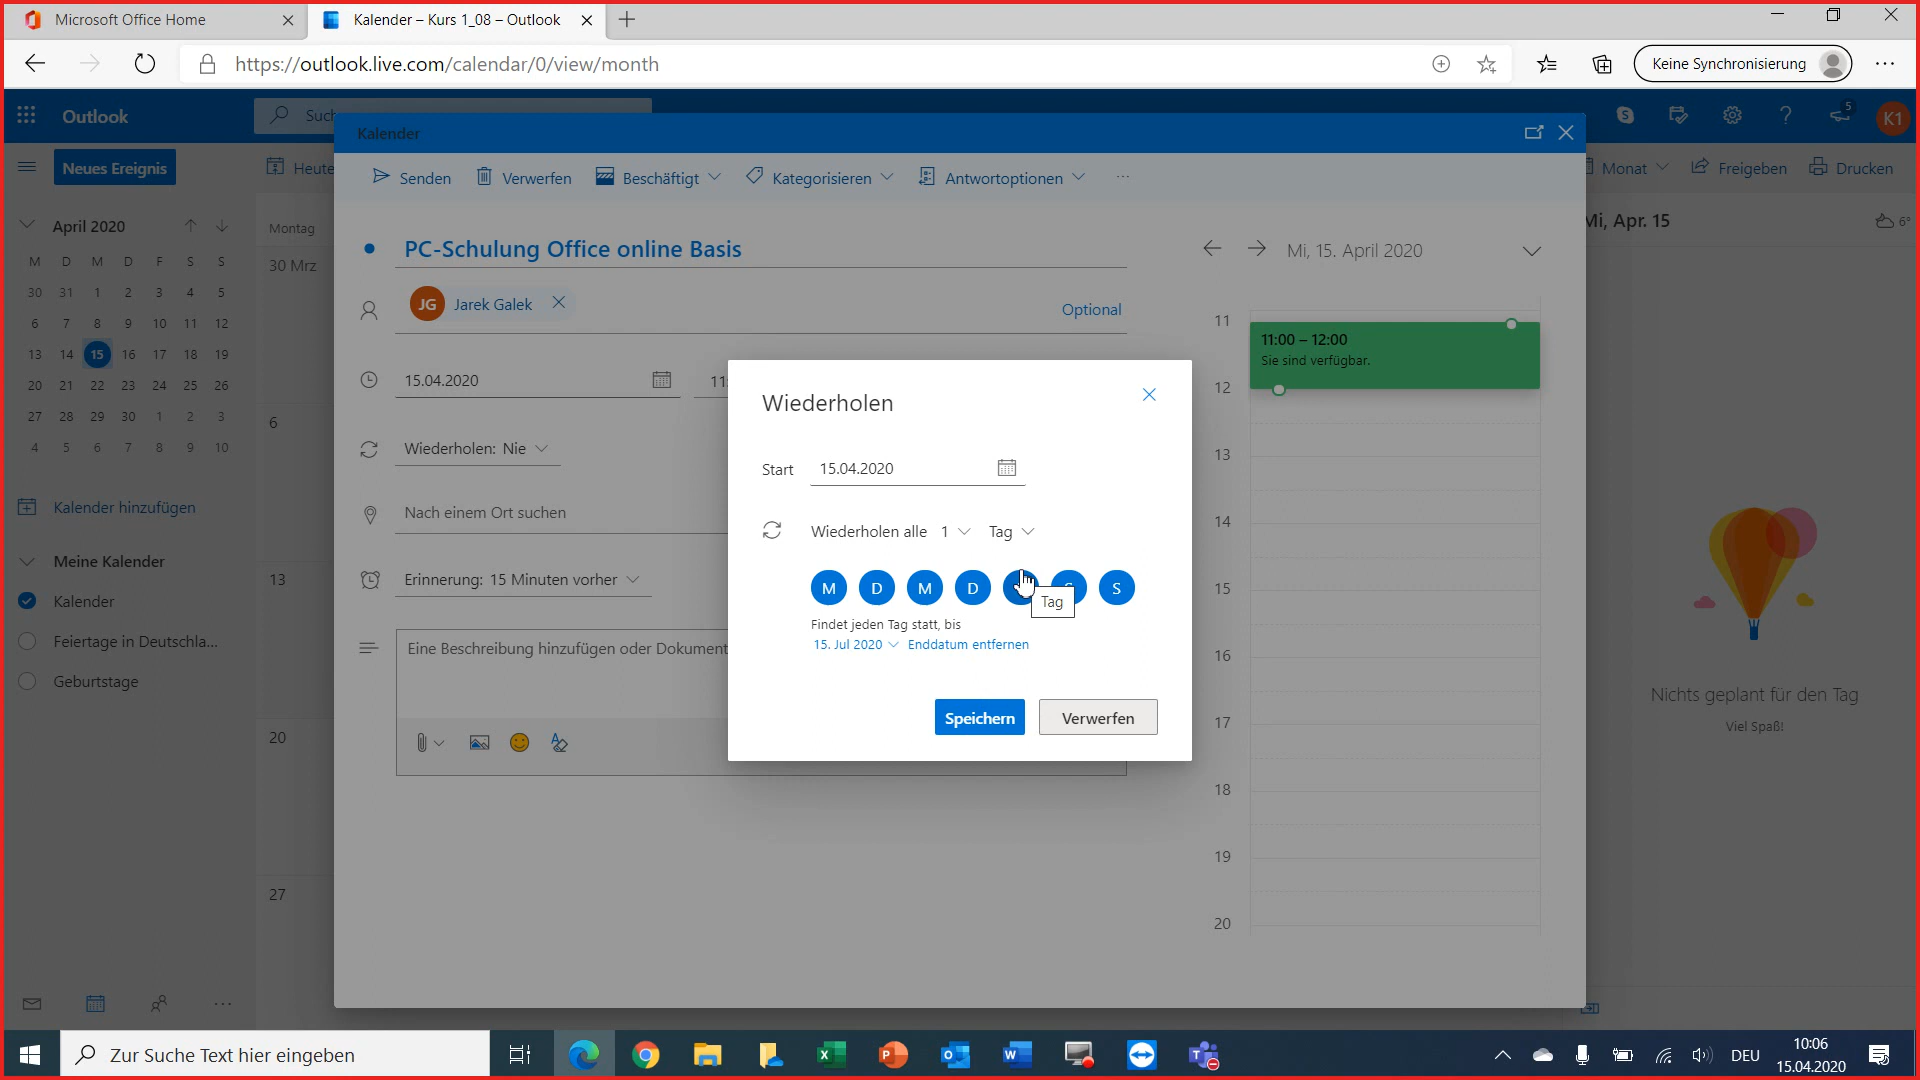 Microsoft Office Home
Kalender – Kurs 1_08 – Outlook
https://outlook.live.com/calendar/0/view/month
Keine Synchronisierung
Outlook
Such
5
K1
Kalender
Neues Ereignis
Heute
Senden
Verwerfen
Beschäftigt
Kategorisieren
Antwortoptionen
Monat
Freigeben
Drucken
April 2020
M D M D F S S
30 31 1 2 3 4 5
6 7 8 9 10 11 12
13 14 15 16 17 18 19
20 21 22 23 24 25 26
27 28 29 30 1 2 3
4 5 6 7 8 9 10
Kalender hinzufügen
Meine Kalender
Kalender
Feiertage in Deutschla...
Geburtstage
Montag
30 Mrz
6
13
20
27
PC-Schulung Office online Basis
JG Jarek Galek
Optional
15.04.2020
11:
Wiederholen: Nie
Nach einem Ort suchen
Erinnerung: 15 Minuten vorher
Eine Beschreibung hinzufügen oder Dokument
Mi, 15. April 2020
11
11:00 – 12:00
Sie sind verfügbar.
12
13
14
15
16
17
18
19
20
Wiederholen
Start 15.04.2020
Wiederholen alle 1 Tag
M D M D S S
Tag
Findet jeden Tag statt, bis
15. Jul 2020 Enddatum entfernen
Speichern
Verwerfen
Mi, Apr. 15
6°
Nichts geplant für den Tag
Viel Spaß!
Zur Suche Text hier eingeben
DEU
10:06
15.04.2020